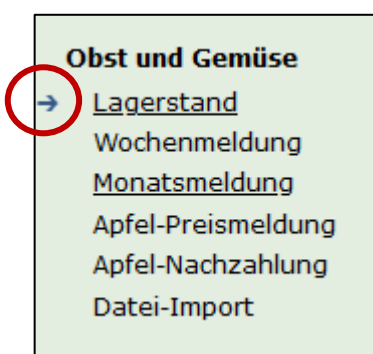 Obst und Gemüse
→ Lagerstand
Wochenmeldung
Monatsmeldung
Apfel-Preismeldung
Apfel-Nachzahlung
Datei-Import